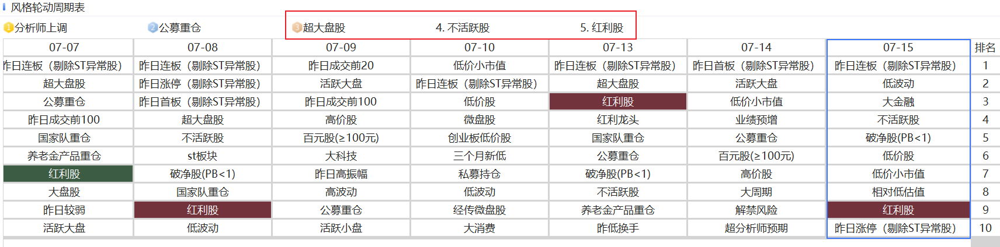 风格轮动周期表
1 分析师上调 2 公募重仓 3 超大盘股 4. 不活跃股 5. 红利股
07-07 07-08 07-09 07-10 07-13 07-14 07-15 排名
昨日连板（剔除ST异常股） 昨日连板（剔除ST异常股） 昨日成交前20 低价小市值 昨日连板（剔除ST异常股） 昨日首板（剔除ST异常股） 昨日连板（剔除ST异常股） 1
超大盘股 昨日涨停（剔除ST异常股） 活跃大盘 昨日连板（剔除ST异常股） 超大盘股 活跃大盘 低波动 2
公募重仓 昨日首板（剔除ST异常股） 昨日成交前100 低价股 红利股 低价小市值 大金融 3
昨日成交前100 超大盘股 高价股 微盘股 红利龙头 业绩预增 不活跃股 4
国家队重仓 不活跃股 百元股(≥100元) 创业板低价股 国家队重仓 公募重仓 破净股(PB<1) 5
养老金产品重仓 st板块 大科技 三个月新低 公募重仓 百元股(≥100元) 低价股 6
红利股 破净股(PB<1) 昨日高振幅 私募持仓 破净股(PB<1) 高价股 低价小市值 7
大盘股 国家队重仓 高波动 低波动 不活跃股 大周期 相对低估值 8
昨日较弱 红利股 公募重仓 经传微盘股 养老金产品重仓 解禁风险 红利股 9
活跃大盘 低波动 活跃小盘 大消费 昨低换手 超分析师预期 昨日涨停（剔除ST异常股） 10